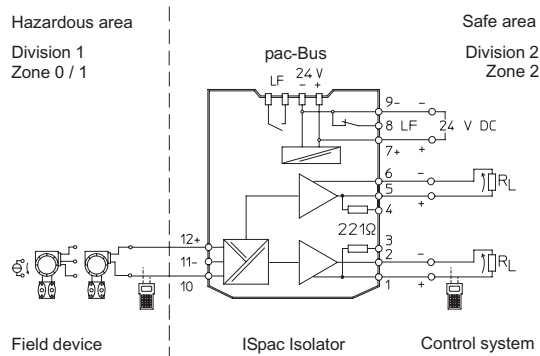 Hazardous area
Safe area
Division 1
Zone 0 / 1
Division 2
Zone 2
pac-Bus
LF
24 V
- +
9-
-
8 LF
24 V DC
7+
+
6
-
5
+
RL
4
221Ω
3
12+
2
-
11-
RL
10
1
+
Field device
ISpac Isolator
Control system